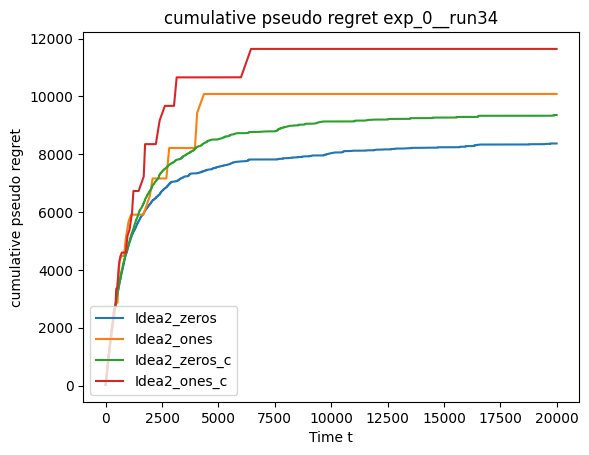 cumulative pseudo regret exp_0__run34
cumulative pseudo regret
12000
10000
8000
6000
4000
2000
0
Idea2_zeros
Idea2_ones
Idea2_zeros_c
Idea2_ones_c
0 2500 5000 7500 10000 12500 15000 17500 20000
Time t